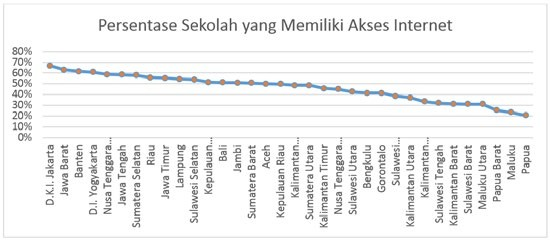 Persentase Sekolah yang Memiliki Akses Internet
80%
70%
60%
50%
40%
30%
20%
10%
0%
D.K.I. Jakarta
Jawa Barat
Banten
D.I. Yogyakarta
Nusa Tenggara...
Jawa Tengah
Sumatera Selatan
Riau
Jawa Timur
Lampung
Sulawesi Selatan
Kepulauan...
Bali
Jambi
Sumatera Barat
Aceh
Kepulauan Riau
Kalimantan...
Sumatera Utara
Kalimantan Timur
Nusa Tenggara...
Sulawesi Utara
Bengkulu
Gorontalo
Sulawesi...
Kalimantan Utara
Kalimantan...
Sulawesi Tengah
Kalimantan Barat
Sulawesi Barat
Maluku Utara
Papua Barat
Maluku
Papua